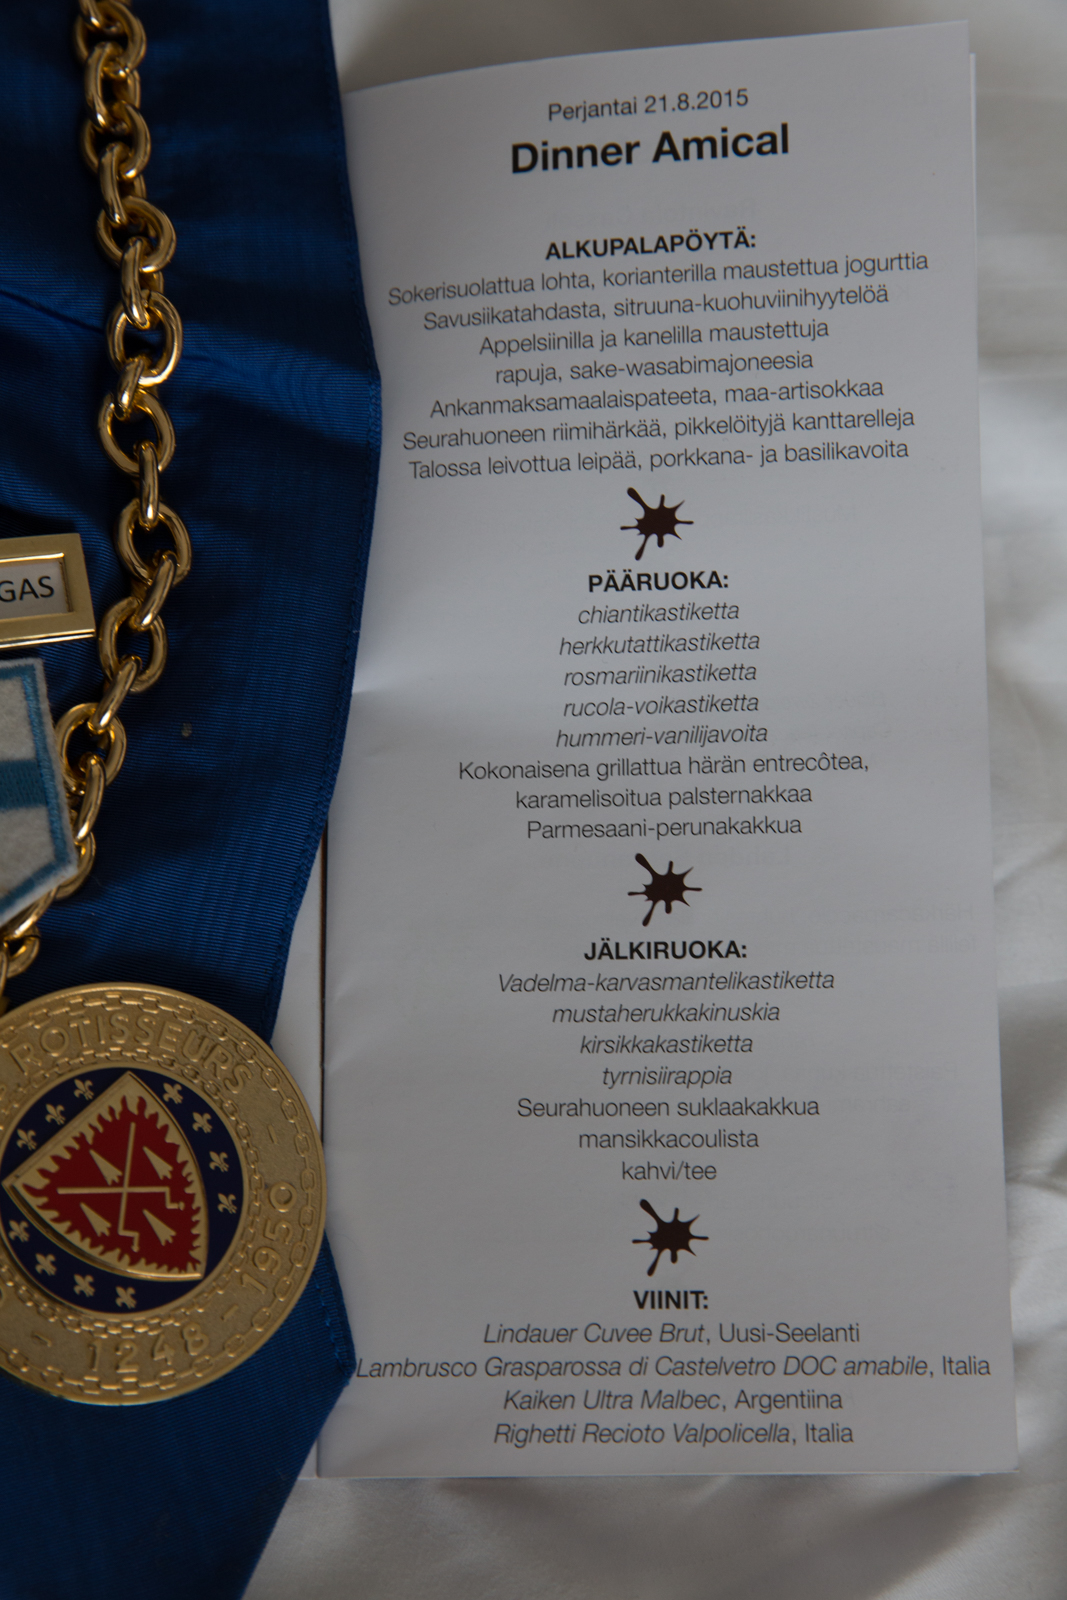 Perjantai 21.8.2015
Dinner Amical
ALKUPALAPÖYTÄ:
Sokerisuolattua lohta, korianterilla maustettua jogurttia
Savusiikatahdasta, sitruuna-kuohuviinihyytelöä
Appelsiinilla ja kanelilla maustettuja
rapuja, sake-wasabimajoneesia
Ankanmaksamaalaispateeta, maa-artisokkaa
Seurahuoneen riimihärkää, pikkelöityjä kanttarelleja
Talossa leivottua leipää, porkkana- ja basilikavoita
PÄÄRUOKA:
chiantikastiketta
herkkutattikastiketta
rosmariinikastiketta
rucola-voikastiketta
hummeri-vanilijavoita
Kokonaisena grillattua härän entrecôtea,
karamelisoitua palsternakkaa
Parmesaani-perunakakkua
JÄLKIRUOKA:
Vadelma-karvasmantelikastiketta
mustaherukkakinuskia
kirsikkakastiketta
tyrnisiirappia
Seurahuoneen suklaakakkua
mansikkacoulista
kahvi/tee
VIINIT:
Lindauer Cuvee Brut, Uusi-Seelanti
Lambrusco Grasparossa di Castelvetro DOC amabile, Italia
Kaiken Ultra Malbec, Argentiina
Righetti Recioto Valpolicella, Italia
GAS
ROTISSEURS
1248 - 1950